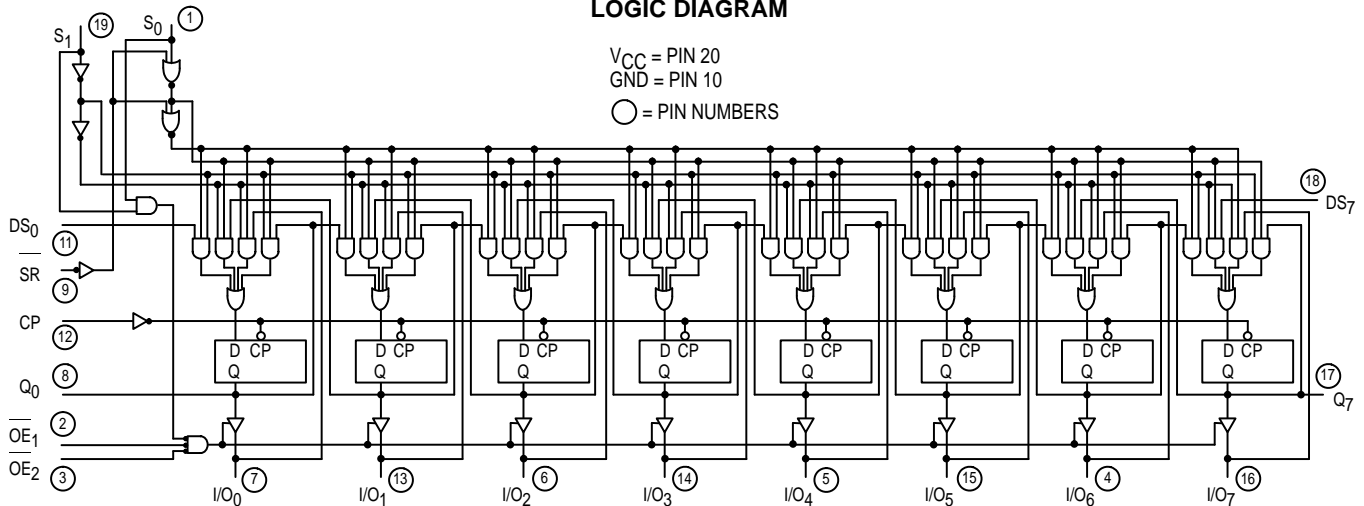 LOGIC DIAGRAM
S1 19 S0 1
VCC = PIN 20
GND = PIN 10
= PIN NUMBERS
18
DS7
DS0
11
SR
9
CP
12
D CP D CP D CP D CP D CP D CP D CP D CP
Q Q Q Q Q Q Q Q
8
Q0
17
Q7
2
OE1
OE2
3
I/O0 7 I/O1 13 I/O2 6 I/O3 14 I/O4 5 I/O5 15 I/O6 4 I/O7 16